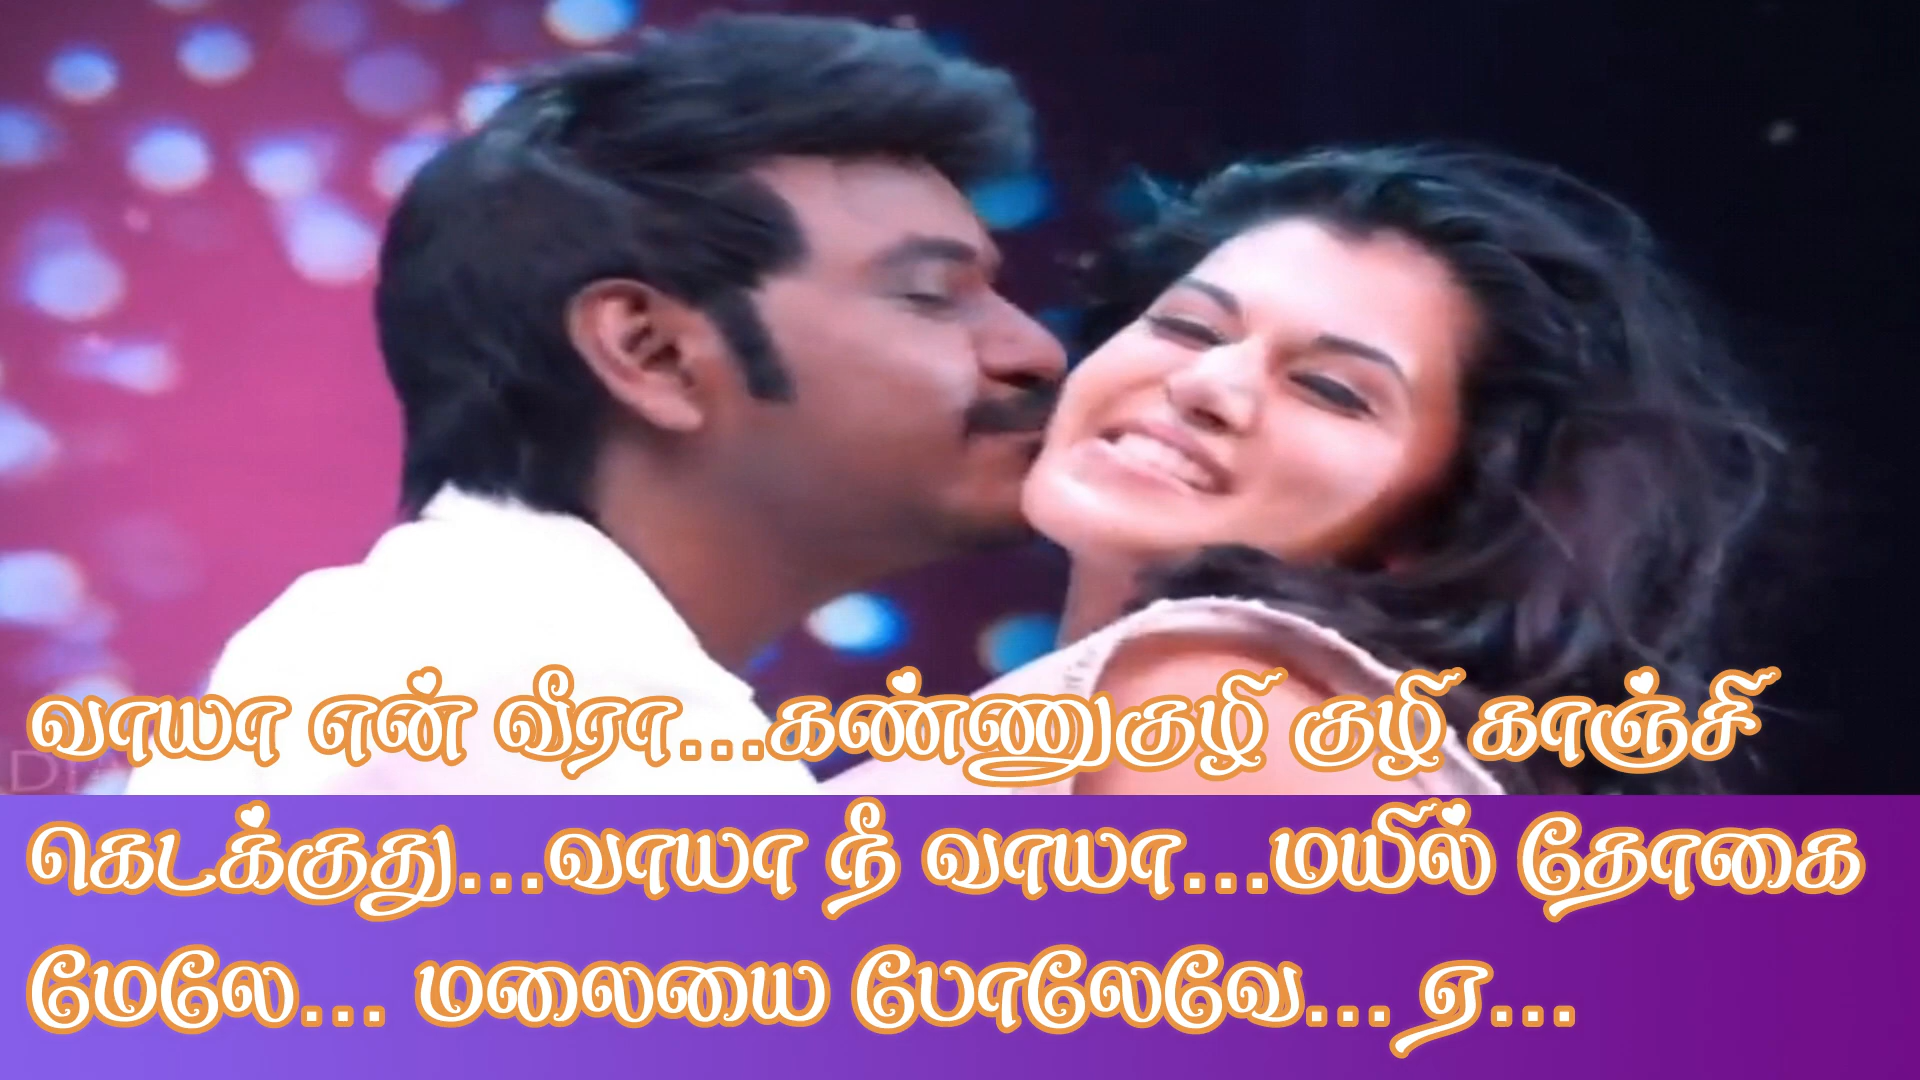 வாயா என் வீரா...கண்ணுகுழி குழி காஞ்சி
கெடக்குது...வாயா நீ வாயா...மயில் தோகை
மேலே... மலையை போலேவே... ஏ...